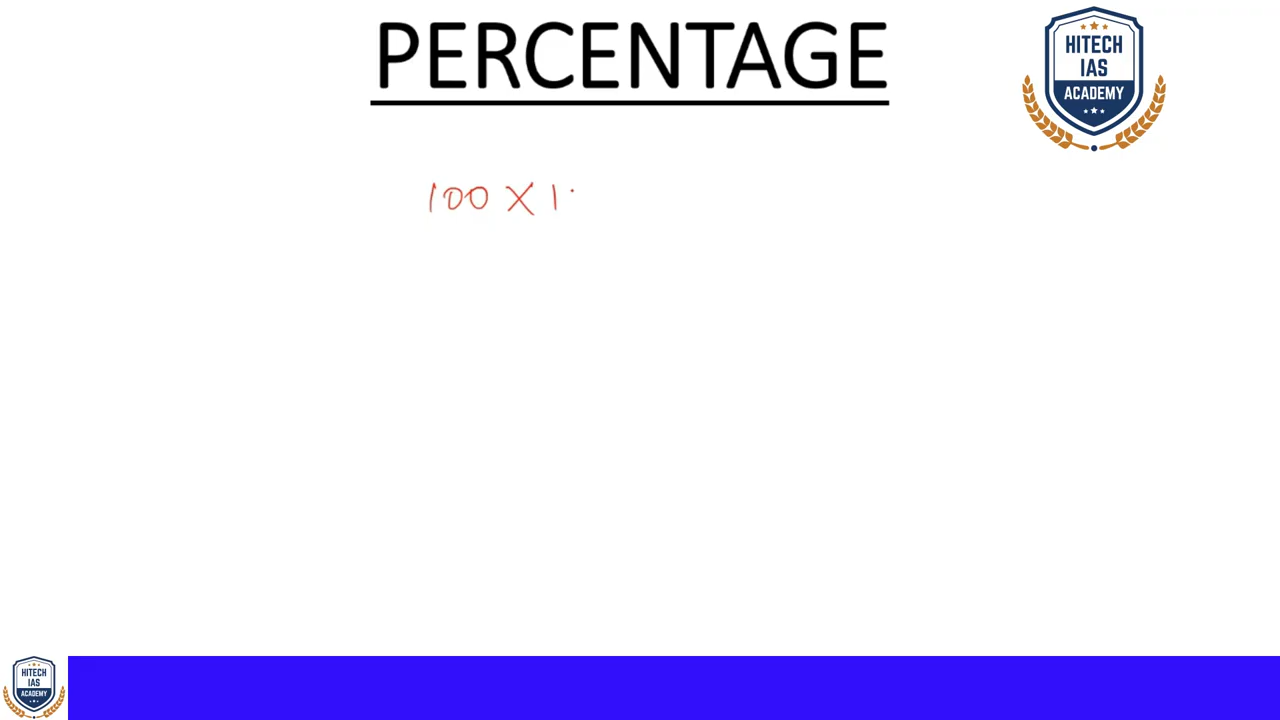 PERCENTAGE
HITECH
IAS
ACADEMY
100 X 1
HITECH
IAS
ACADEMY